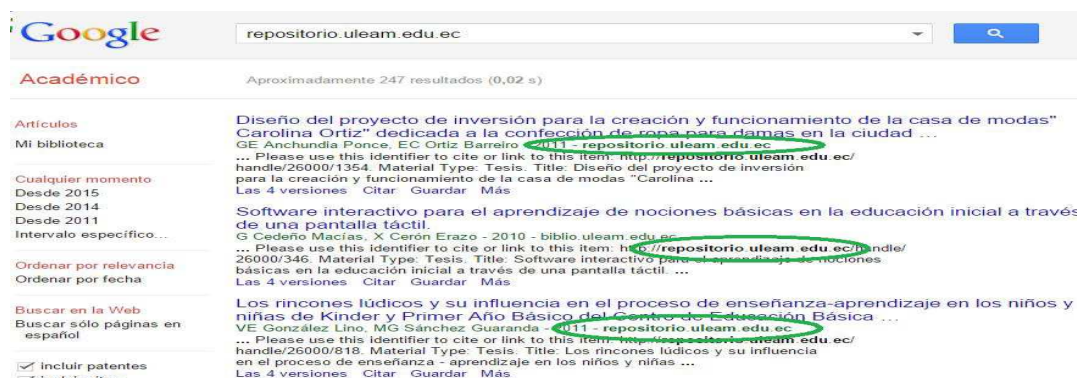 Google
repositorio.uleam.edu.ec
Académico
Aproximadamente 247 resultados (0,02 s)
Artículos
Mi biblioteca
Cualquier momento
Desde 2015
Desde 2014
Desde 2011
Intervalo específico...
Ordenar por relevancia
Ordenar por fecha
Buscar en la Web
Buscar sólo páginas en
español
incluir patentes
Diseño del proyecto de inversión para la creación y funcionamiento de la casa de modas"
Carolina Ortiz" dedicada a la confección de ropa para damas en la ciudad ...
GE Anchundia Ponce, EC Ortiz Barreiro - 2011 - repositorio.uleam.edu.ec
... Please use this identifier to cite or link to this item: http://repositorio.uleam.edu.ec/
handle/26000/1354. Material Type: Tesis. Title: Diseño del proyecto de inversión
para la creación y funcionamiento de la casa de modas "Carolina ...
Las 4 versiones Citar Guardar Más
Software interactivo para el aprendizaje de nociones básicas en la educación inicial a través
de una pantalla táctil.
G Cedeño Macías, X Cerón Erazo - 2010 - biblio.uleam.edu.ec
... Please use this identifier to cite or link to this item: http://repositorio.uleam.edu.ec/handle/
26000/346. Material Type: Tesis. Title: Software interactivo para el aprendizaje de nociones
básicas en la educación inicial a través de una pantalla táctil. ...
Las 4 versiones Citar Guardar Más
Los rincones lúdicos y su influencia en el proceso de enseñanza-aprendizaje en los niños y
niñas de Kinder y Primer Año Básico del Centro de Educación Básica ...
VE González Lino, MG Sánchez Guaranda - 2011 - repositorio.uleam.edu.ec
... Please use this identifier to cite or link to this item: http://repositorio.uleam.edu.ec/
handle/26000/818. Material Type: Tesis. Title: Los rincones lúdicos y su influencia
en el proceso de enseñanza - aprendizaje en los niños y niñas ...
Las 4 versiones Citar Guardar Más